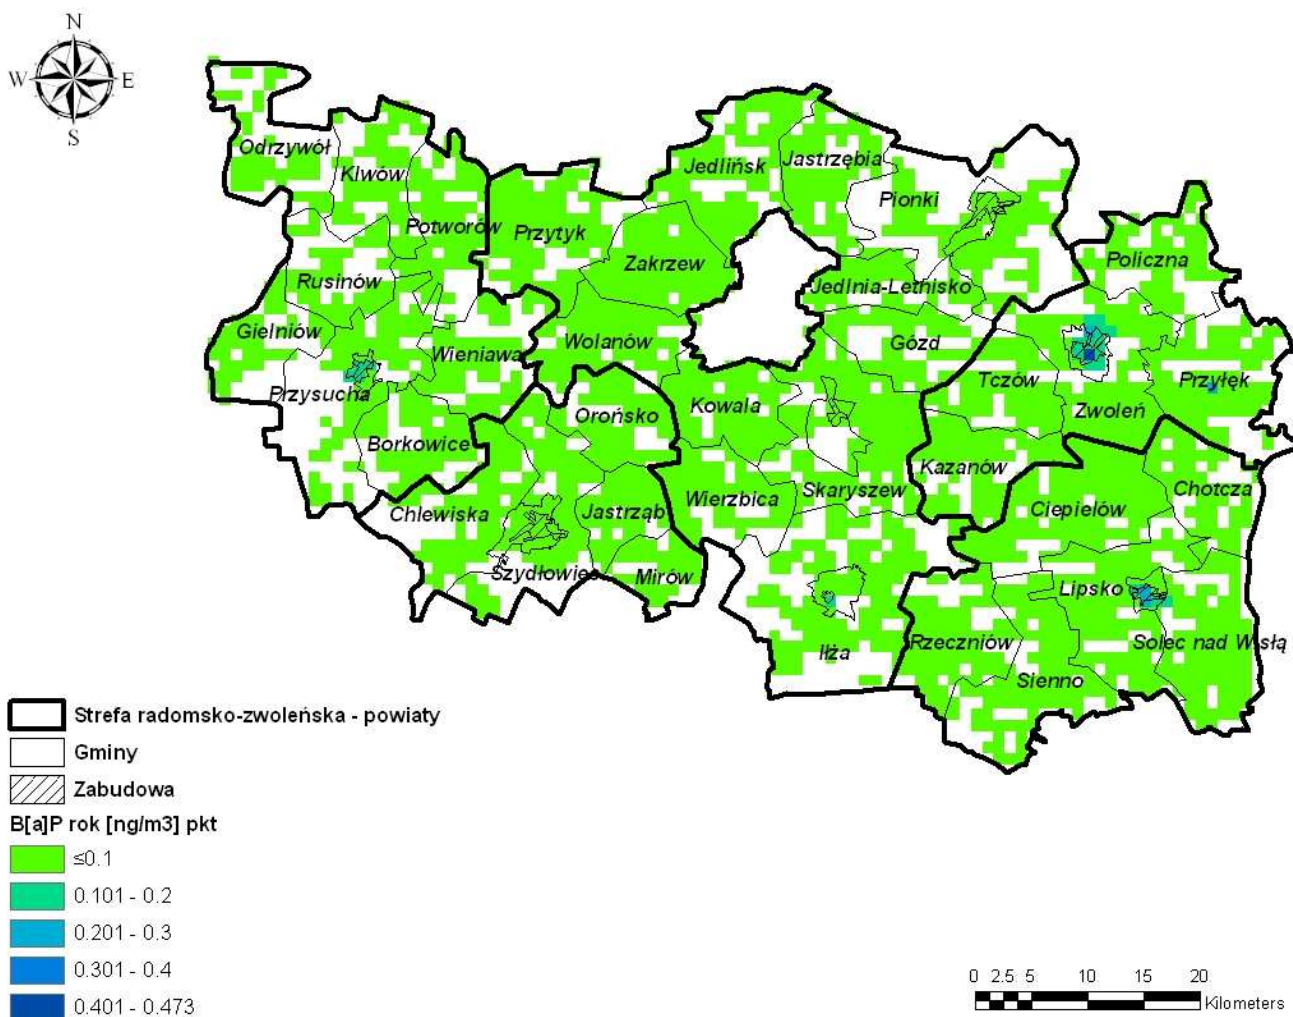 N
W
E
S
Odrzywół
Klwów
Potworów
Przytyk
Zakrzew
Jedlińsk
Jastrzębia
Pionki
Policzna
Rusinów
Gielniów
Wieniawa
Wolanów
Jedlnia-Letnisko
Gózd
Tczów
Zwoleń
Przyłęk
Przysucha
Borkowice
Orońsko
Kowala
Kazanów
Chlewiska
Jastrząb
Wierzbica
Skaryszew
Ciepielów
Chotcza
Szydłowiec
Mirów
Iłża
Lipsko
Rzeczniów
Solec nad Wisłą
Sienno
Strefa radomsko-zwoleńska - powiaty
Gminy
Zabudowa
B[a]P rok [ng/m3] pkt
≤0.1
0.101 - 0.2
0.201 - 0.3
0.301 - 0.4
0.401 - 0.473
0 2.5 5 10 15 20
Kilometers